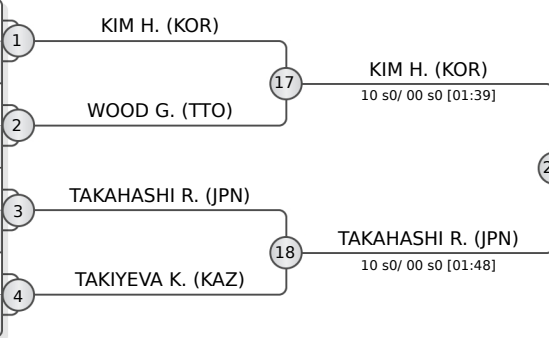 KIM H. (KOR)
1
17
KIM H. (KOR)
10 s0/ 00 s0 [01:39]
WOOD G. (TTO)
2
TAKAHASHI R. (JPN)
3
18
TAKAHASHI R. (JPN)
10 s0/ 00 s0 [01:48]
TAKIYEVA K. (KAZ)
4